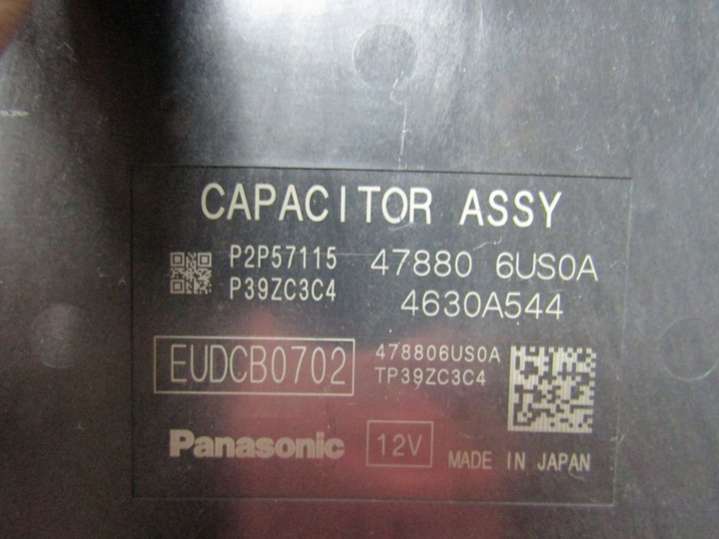 CAPACITOR ASSY
P2P57115 47880 6US0A
P39ZC3C4 4630A544
EUDCB0702
478806US0A
TP39ZC3C4
Panasonic 12V MADE IN JAPAN